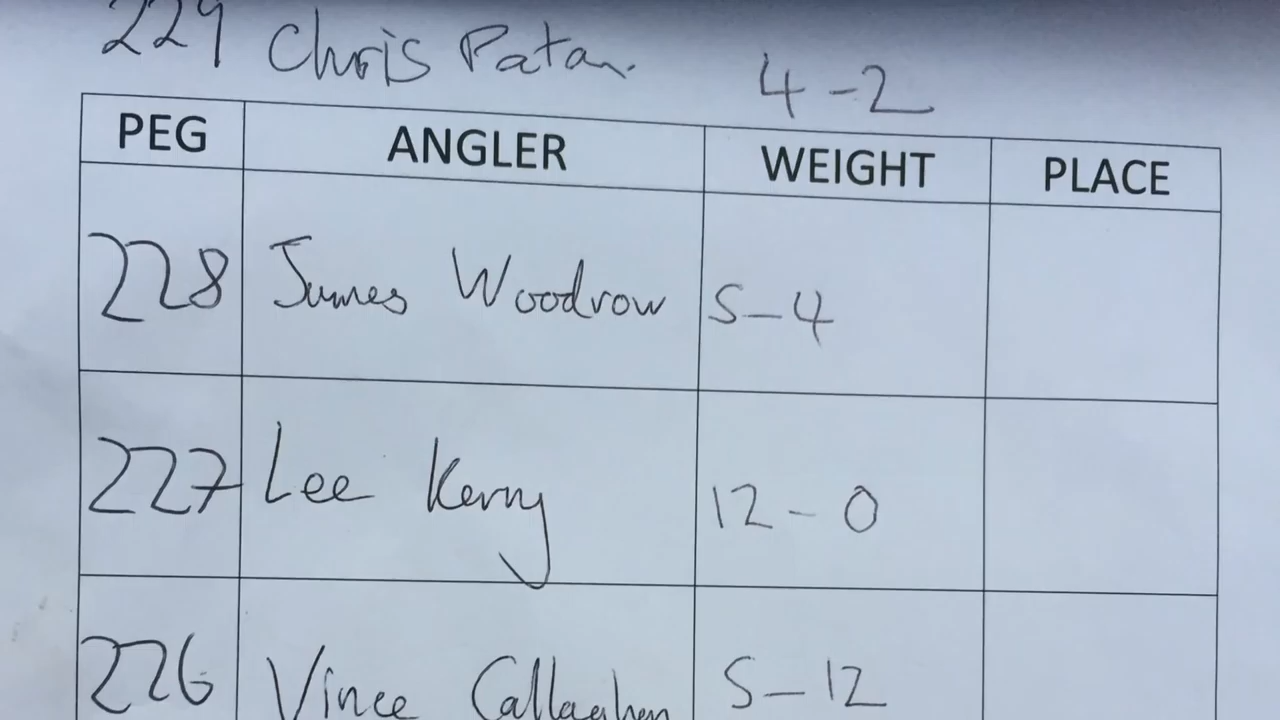 229 Chris Patan. 4-2
PEG ANGLER WEIGHT PLACE
228 James Woodrow 5-4
227 Lee Kerry 12-0
226 Vince Callaghan 5-12